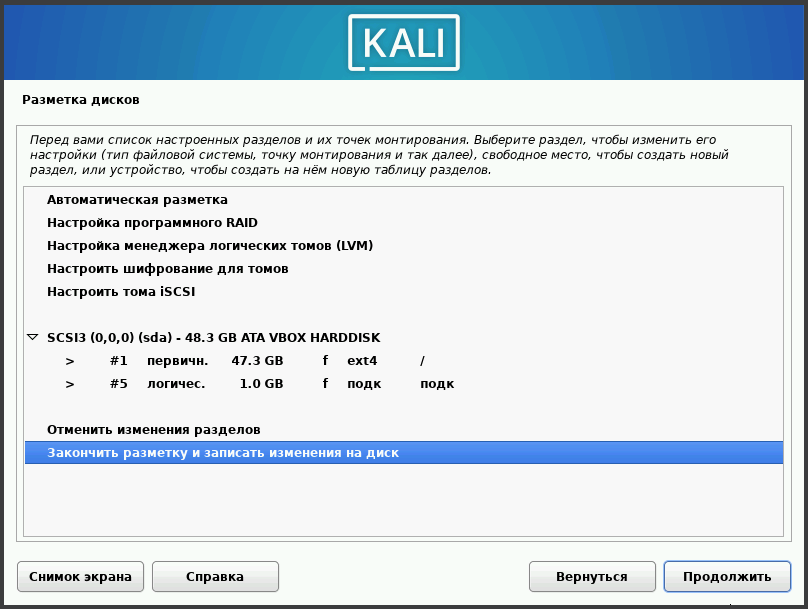 KALI
Разметка дисков
Перед вами список настроенных разделов и их точек монтирования. Выберите раздел, чтобы изменить его
настройки (тип файловой системы, точку монтирования и так далее), свободное место, чтобы создать новый
раздел, или устройство, чтобы создать на нём новую таблицу разделов.
Автоматическая разметка
Настройка программного RAID
Настройка менеджера логических томов (LVM)
Настроить шифрование для томов
Настроить тома iSCSI
SCSI3 (0,0,0) (sda) - 48.3 GB ATA VBOX HARDDISK
> #1 первичн. 47.3 GB f ext4 /
> #5 логичес. 1.0 GB f подк подк
Отменить изменения разделов
Закончить разметку и записать изменения на диск
Снимок экрана Справка Вернуться Продолжить